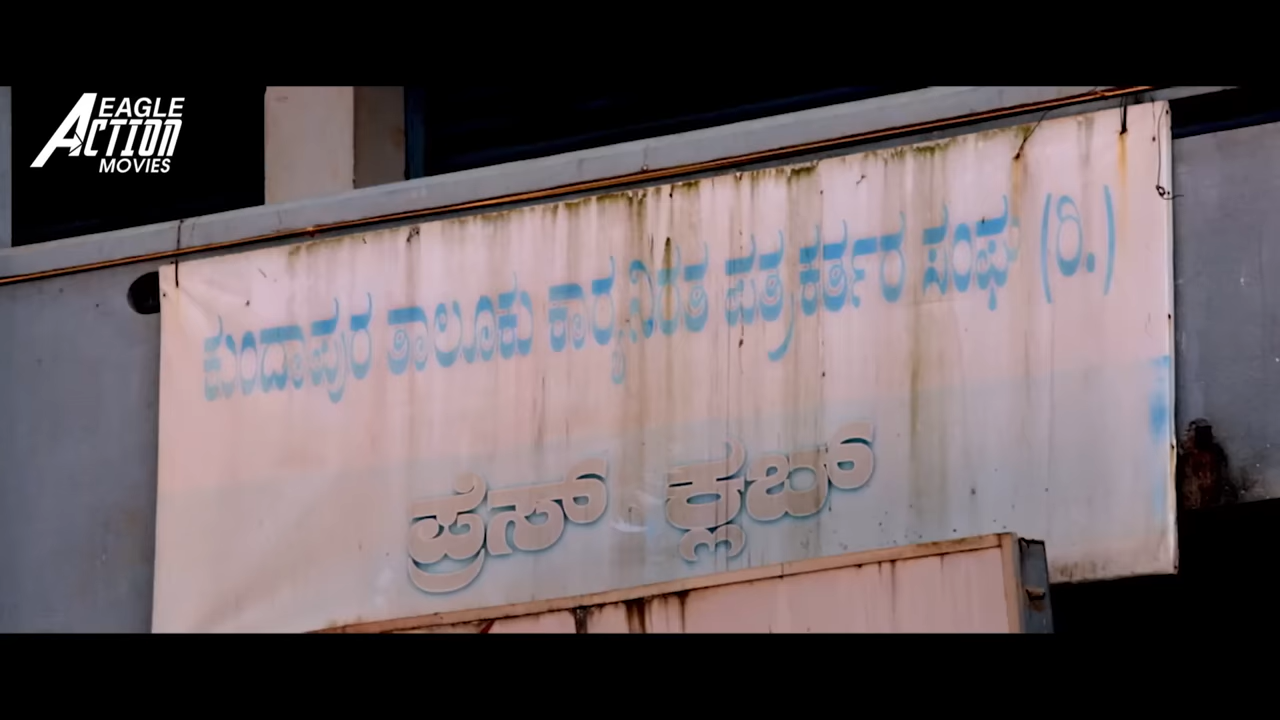 EAGLE
ACTION
MOVIES
ಕುಂದಾಪುರ ತಾಲೂಕು ಕಾರ್ಯನಿರತ ಪತ್ರಕರ್ತರ ಸಂಘ (ರಿ.)
ಪ್ರೆಸ್ ಕ್ಲಬ್